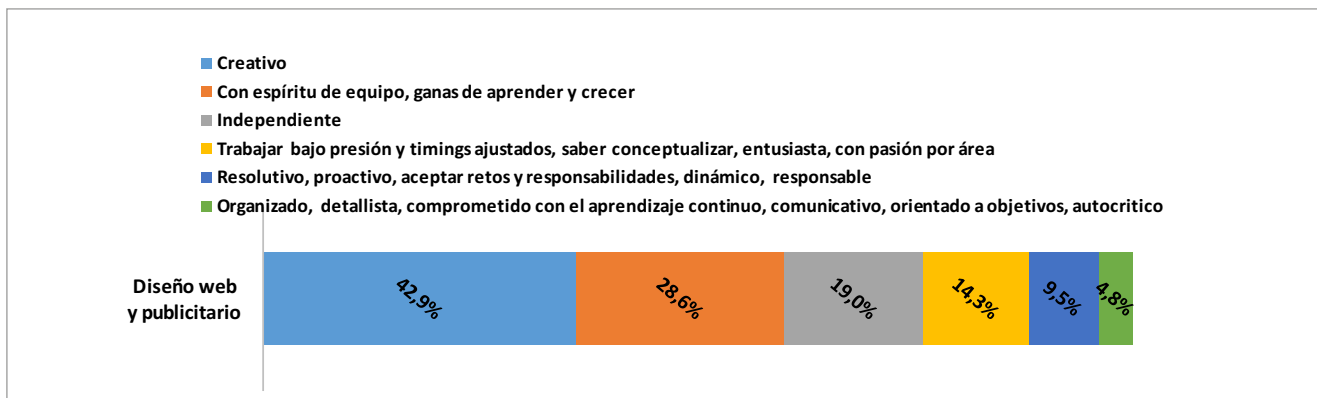 Creativo
Con espíritu de equipo, ganas de aprender y crecer
Independiente
Trabajar bajo presión y timings ajustados, saber conceptualizar, entusiasta, con pasión por área
Resolutivo, proactivo, aceptar retos y responsabilidades, dinámico, responsable
Organizado, detallista, comprometido con el aprendizaje continuo, comunicativo, orientado a objetivos, autocritico
Diseño web
y publicitario
42,9%
28,6%
19,0%
14,3%
9,5%
4,8%